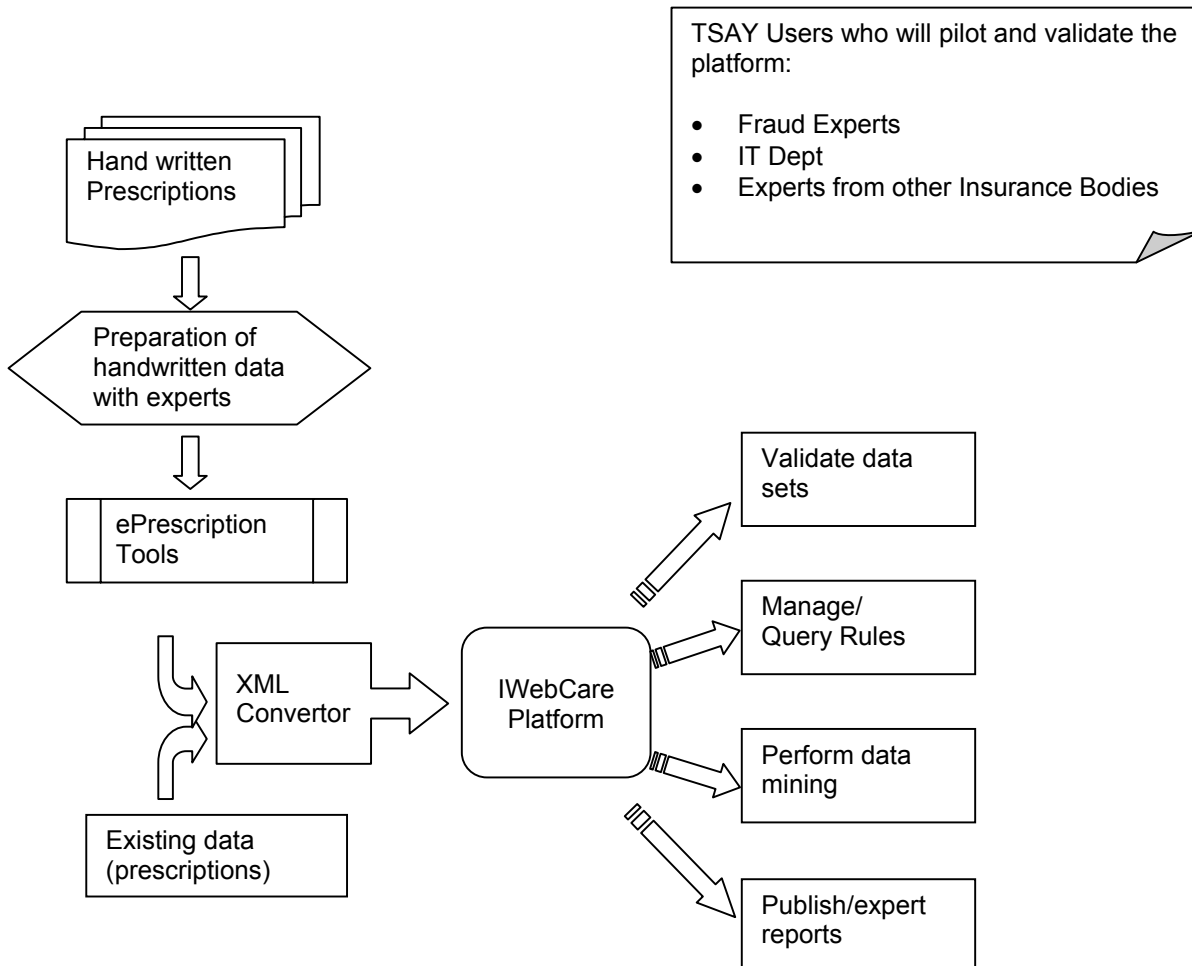 TSAY Users who will pilot and validate the
platform:
• Fraud Experts
• IT Dept
• Experts from other Insurance Bodies
Hand written
Prescriptions
Preparation of
handwritten data
with experts
ePrescription
Tools
XML
Convertor
Existing data
(prescriptions)
IWebCare
Platform
Validate data
sets
Manage/
Query Rules
Perform data
mining
Publish/expert
reports